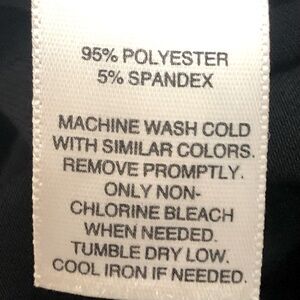 95% POLYESTER
5% SPANDEX
MACHINE WASH COLD
WITH SIMILAR COLORS.
REMOVE PROMPTLY.
ONLY NON-
CHLORINE BLEACH
WHEN NEEDED.
TUMBLE DRY LOW.
COOL IRON IF NEEDED.